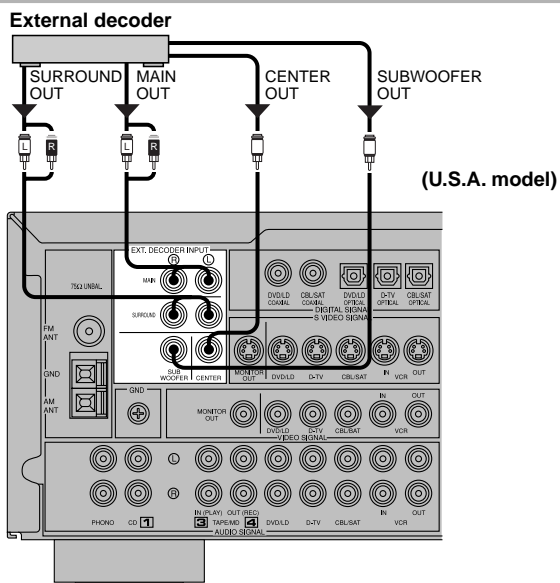 External decoder
SURROUND OUT
MAIN OUT
CENTER OUT
SUBWOOFER OUT
L R L R
(U.S.A. model)
EXT. DECODER INPUT
R L
MAIN
SURROUND
SUB WOOFER
CENTER
75Ω UNBAL.
FM ANT
GND
AM ANT
GND
DVD/LD COAXIAL
CBL/SAT COAXIAL
DVD/LD OPTICAL
D-TV OPTICAL
CBL/SAT OPTICAL
DIGITAL SIGNAL
S VIDEO SIGNAL
MONITOR OUT
DVD/LD
D-TV
CBL/SAT
IN
OUT
VCR
MONITOR OUT
DVD/LD
D-TV
CBL/SAT
IN
OUT
VCR
VIDEO SIGNAL
L
R
PHONO
CD 1
IN (PLAY) OUT (REC)
3 TAPE/MD 4
DVD/LD
D-TV
CBL/SAT
IN
OUT
VCR
AUDIO SIGNAL